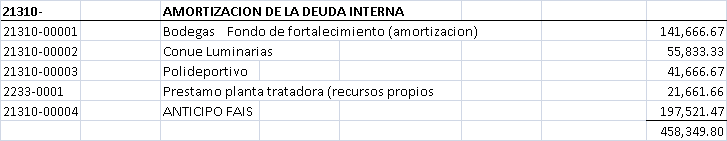 21310- AMORTIZACION DE LA DEUDA INTERNA
21310-00001 Bodegas Fondo de fortalecimiento (amortizacion) 141,666.67
21310-00002 Conue Luminarias 55,833.33
21310-00003 Polideportivo 41,666.67
2233-0001 Prestamo planta tratadora (recursos propios 21,661.66
21310-00004 ANTICIPO FAIS 197,521.47
458,349.80